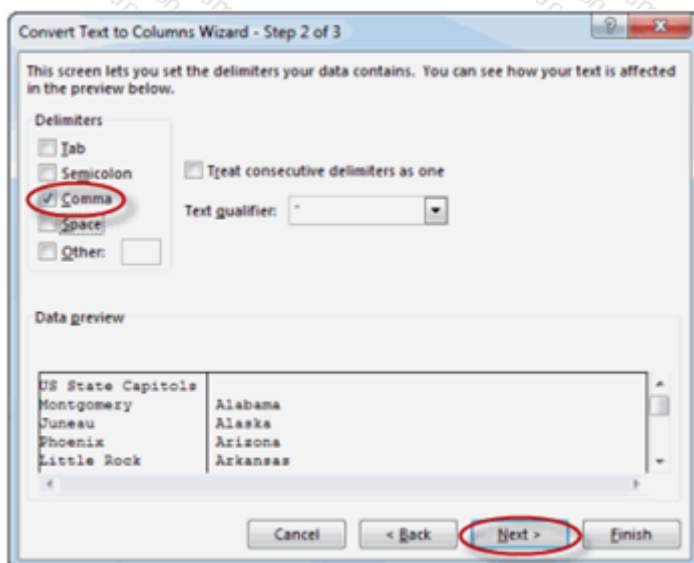 Convert Text to Columns Wizard - Step 2 of 3
This screen lets you set the delimiters your data contains. You can see how your text is affected
in the preview below.
Delimiters
Tab
Semicolon
Treat consecutive delimiters as one
Comma
Text qualifier: "
Space
Other:
Data preview
US State Capitols
Montgomery Alabama
Juneau Alaska
Phoenix Arizona
Little Rock Arkansas
Cancel < Back Next > Finish